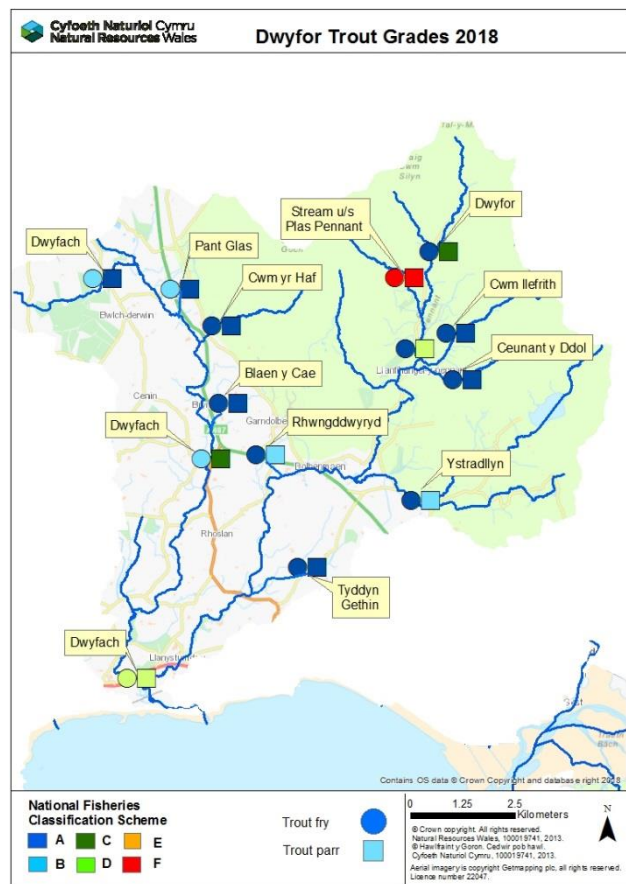 Cyfoeth Naturiol Cymru
Natural Resources Wales
Dwyfor Trout Grades 2018
Stream u/s
Plas Pennant
Dwyfor
Dwyfach
Pant Glas
Cwm yr Haf
Cwm llefrith
Bwlch-derwin
Ceunant y Ddol
Blaen y Cae
Cenin
Dwyfach
Rhwngddwyryd
Ystradllyn
Rhoslan
Tyddyn
Gethin
Dwyfach
Contains OS data © Crown Copyright and database right 2018
National Fisheries
Classification Scheme
A C E
B D F
Trout fry
Trout parr
0 1.25 2.5
Kilometers
N
© Crown copyright. All rights reserved.
Natural Resources Wales, 100019741, 2013.
© Hawlfraint y Goron. Cedwir pob hawl.
Cyfoeth Naturiol Cymru, 100019741, 2013.
Aerial imagery is copyright Getmapping plc, all rights reserved.
Licence number 22047.